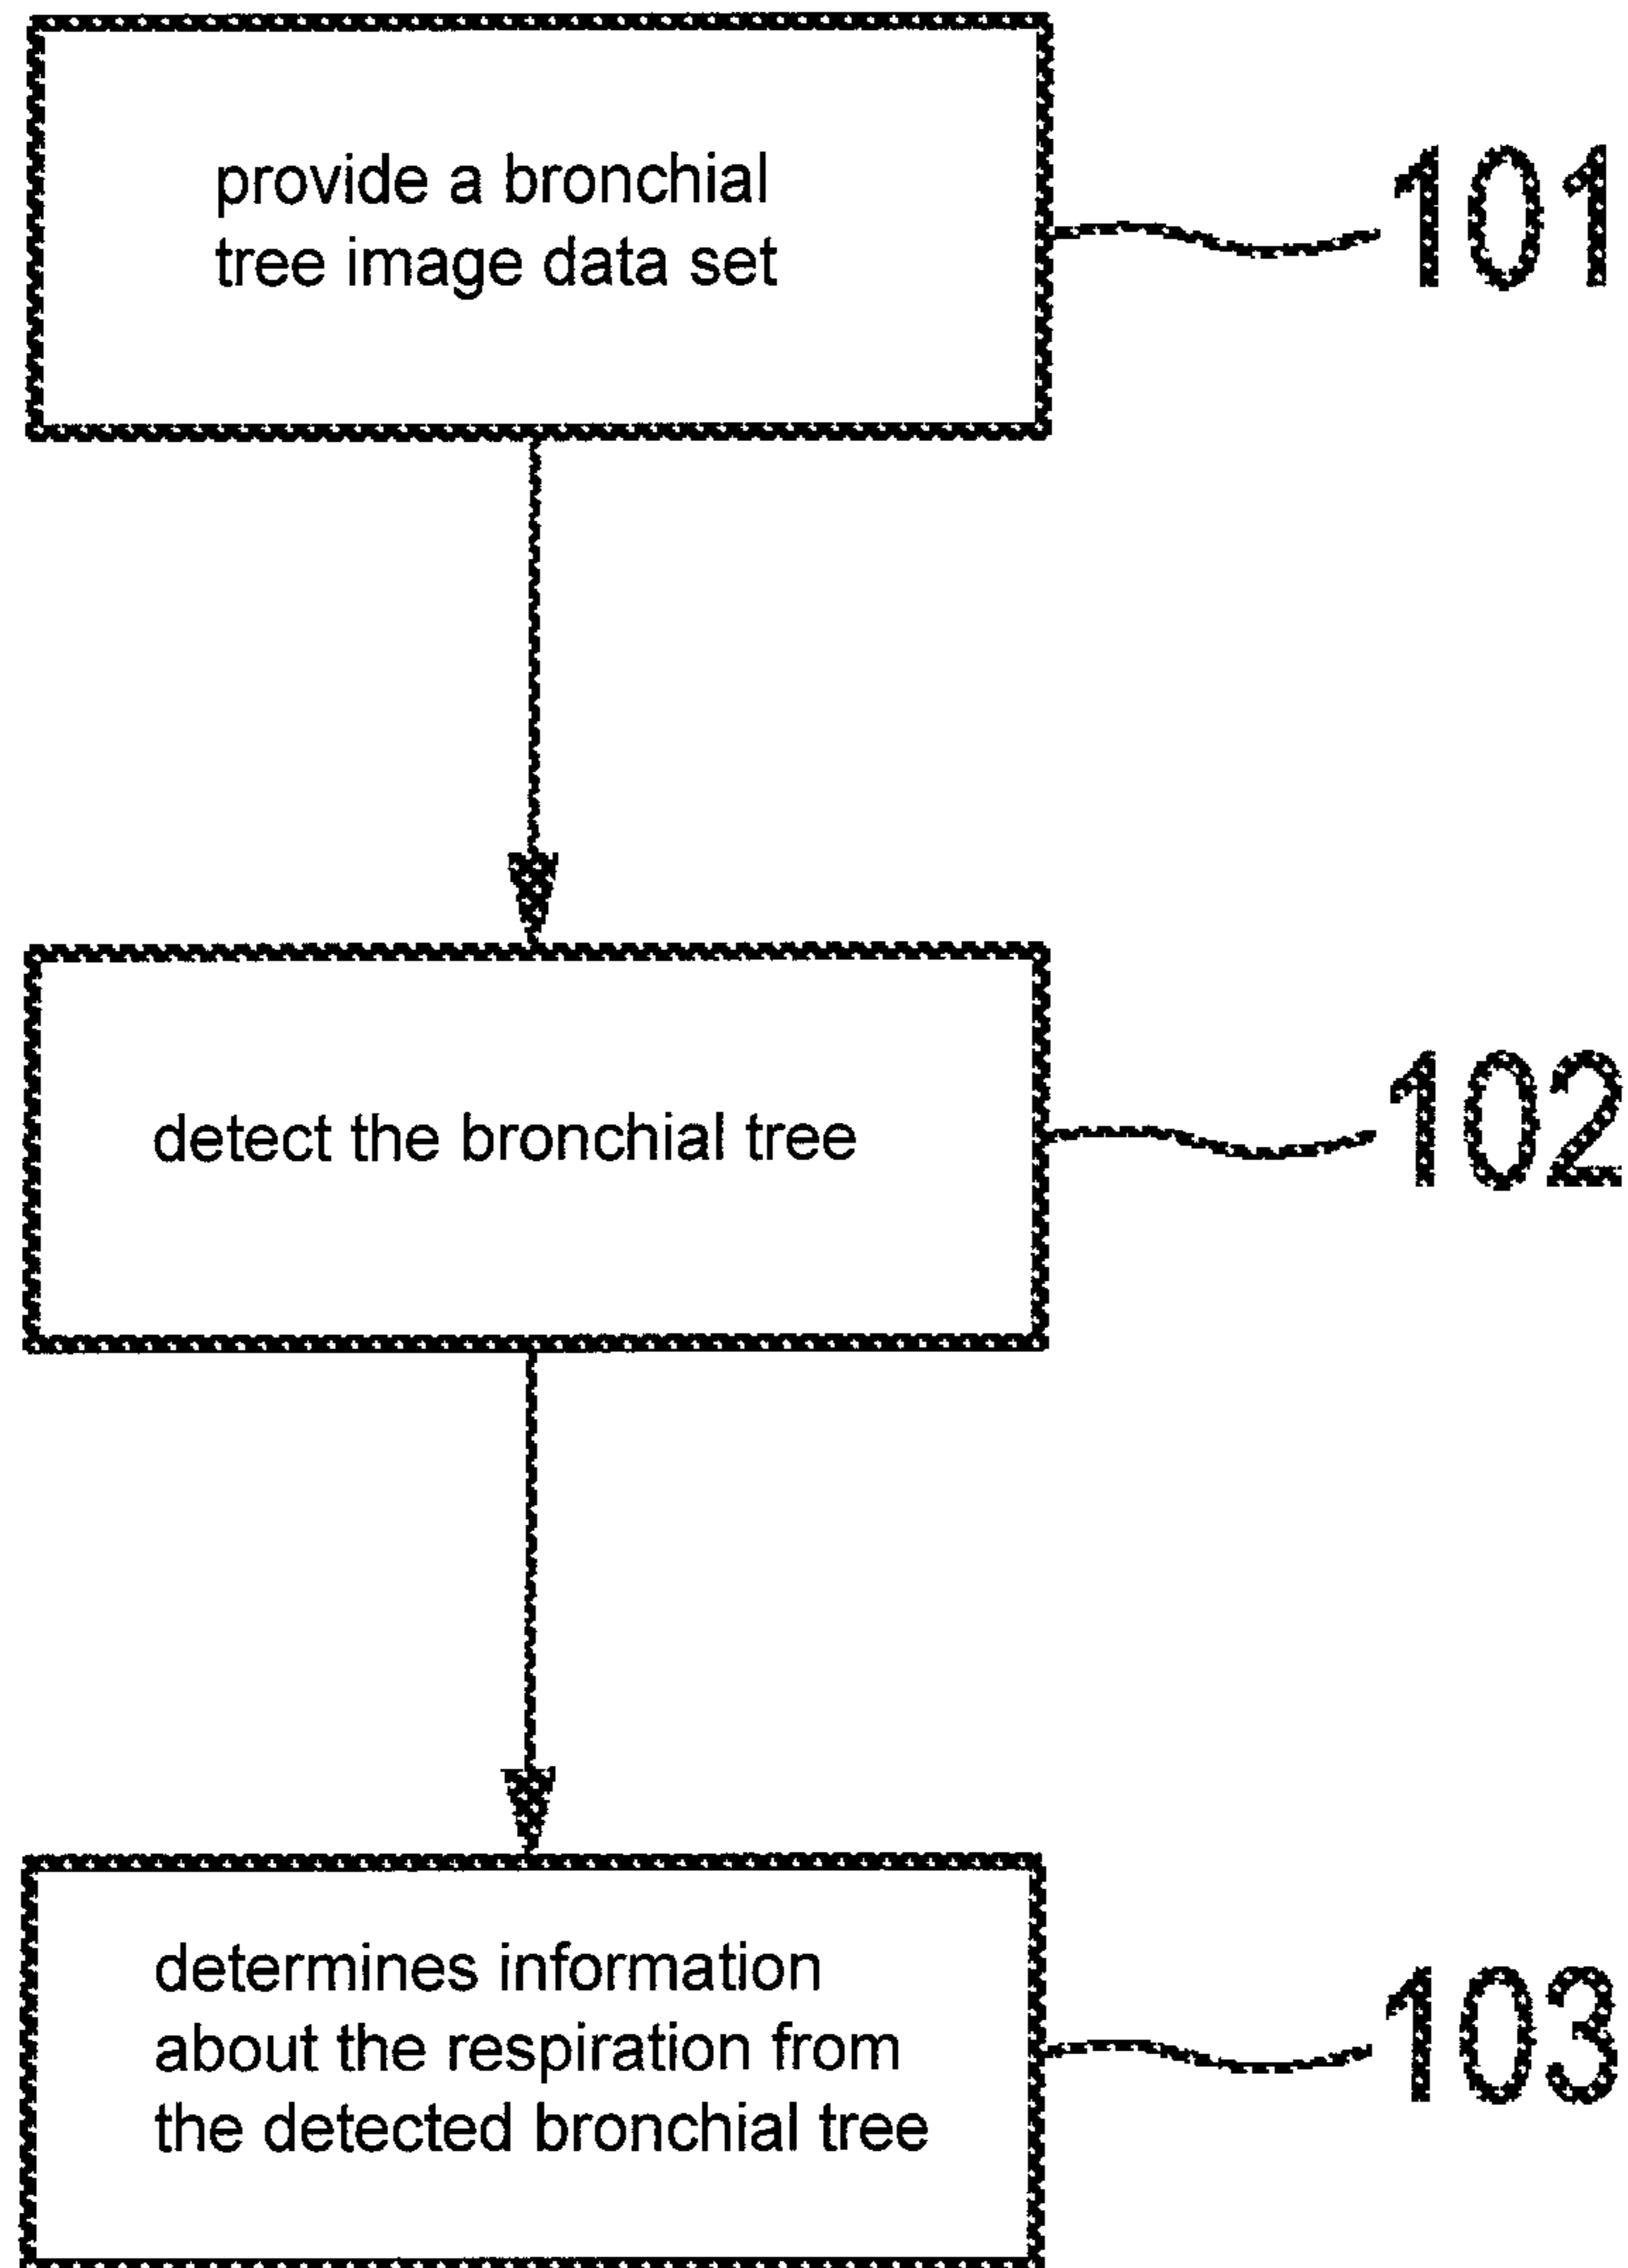 provide a bronchial
tree image data set
101
detect the bronchial tree
102
determines information
about the respiration from
the detected bronchial tree
103